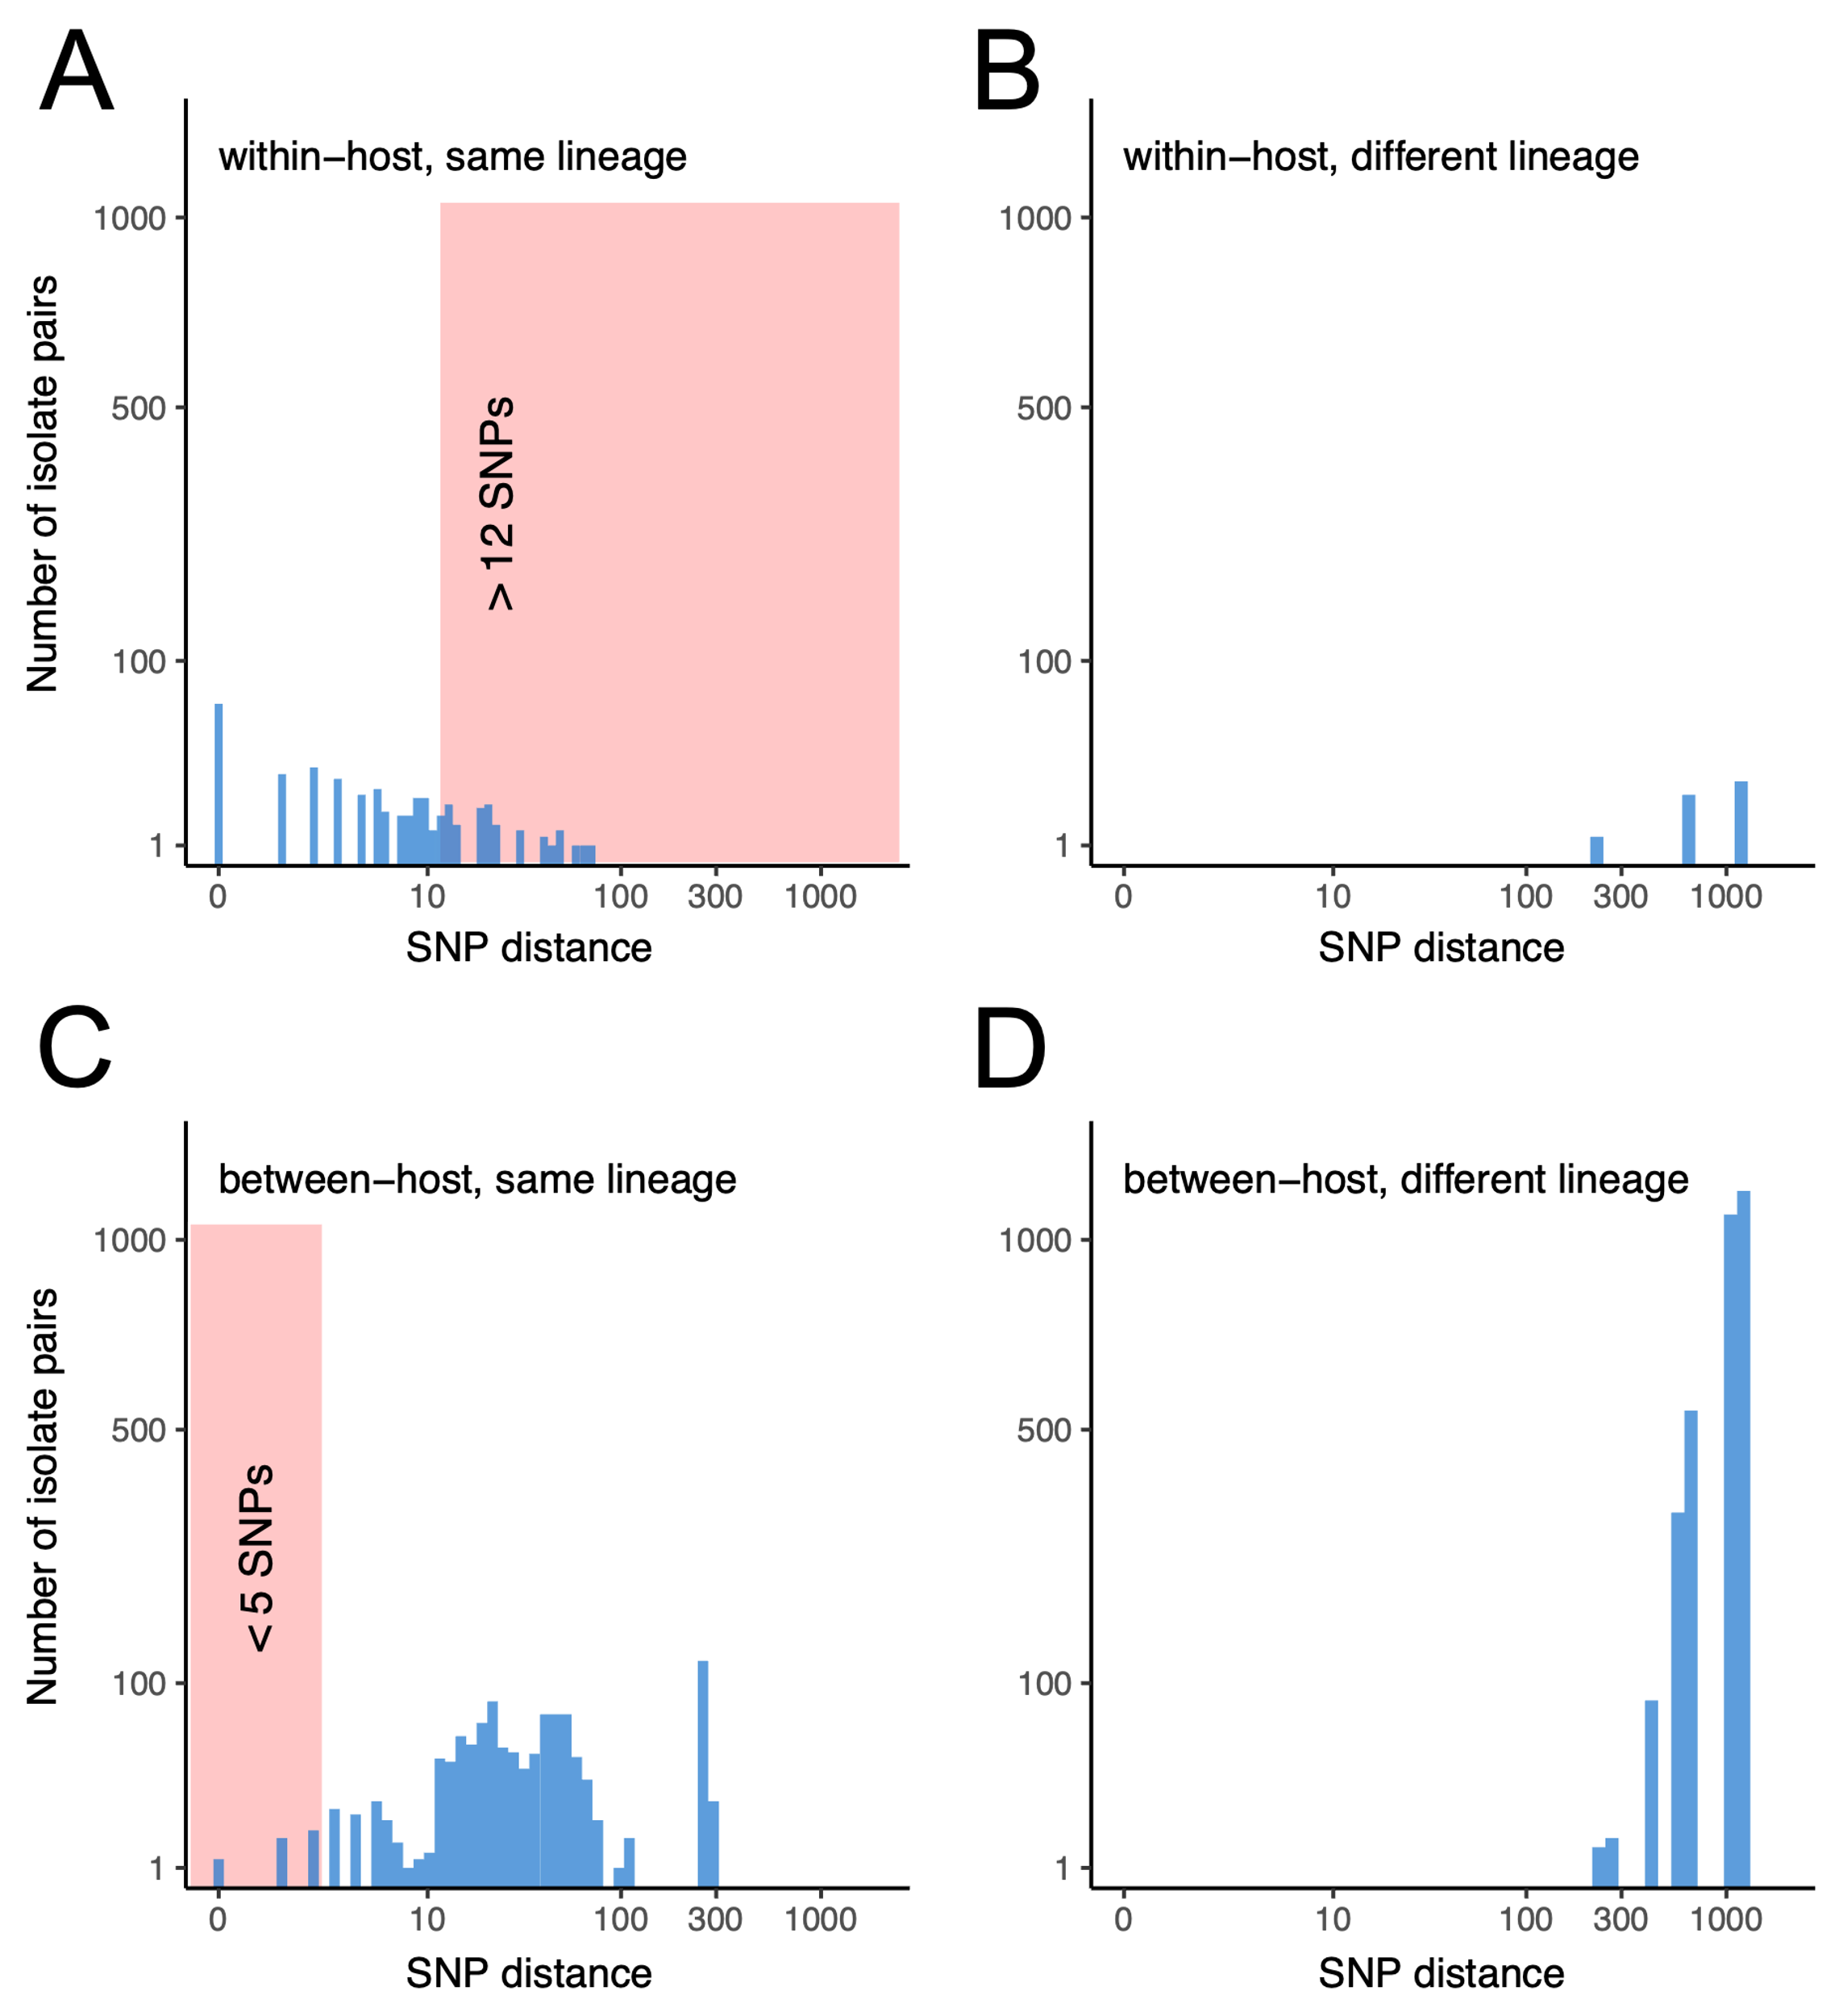 A
within–host, same lineage
1000
500
100
1
Number of isolate pairs
> 12 SNPs
0 10 100 300 1000
SNP distance
B
within–host, different lineage
1000
500
100
1
0 10 100 300 1000
SNP distance
C
between–host, same lineage
1000
500
100
1
Number of isolate pairs
< 5 SNPs
0 10 100 300 1000
SNP distance
D
between–host, different lineage
1000
500
100
1
0 10 100 300 1000
SNP distance